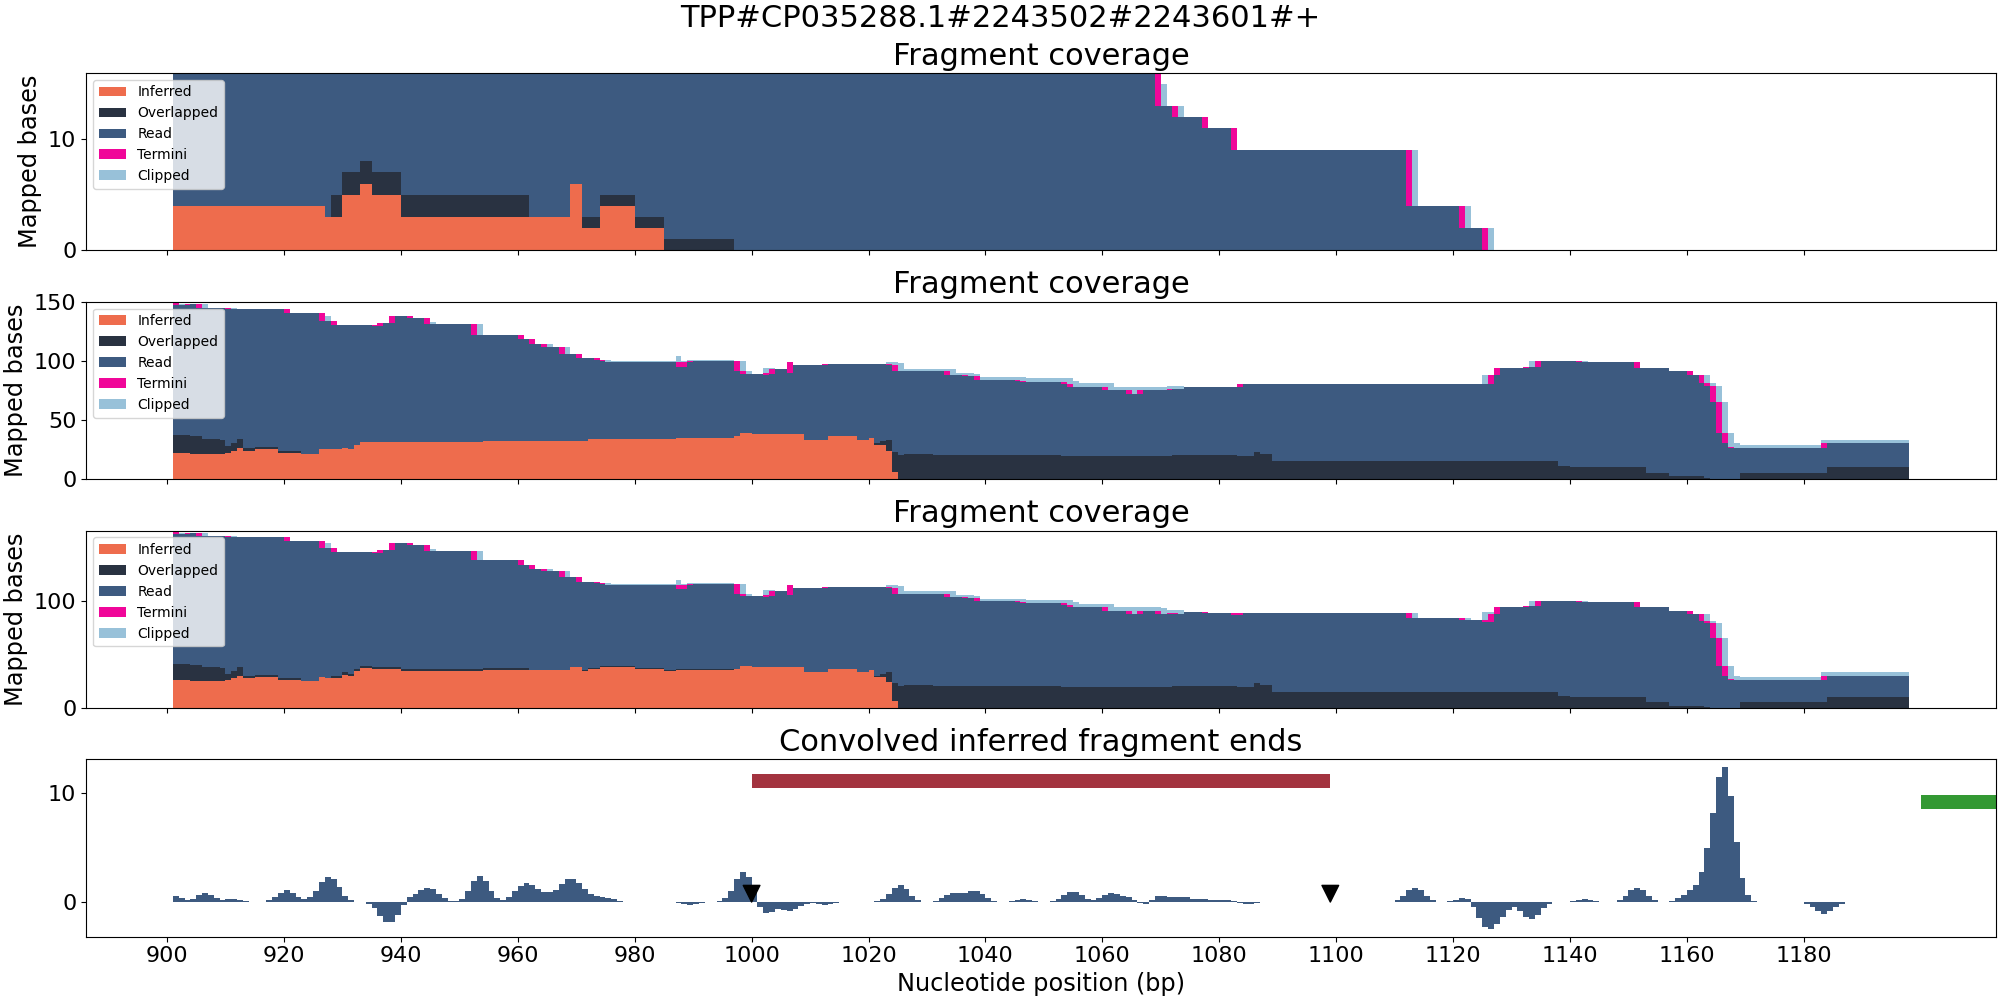 TPP#CP035288.1#2243502#2243601#+
Fragment coverage
Mapped bases
10
0
Inferred
Overlapped
Read
Termini
Clipped
Fragment coverage
Mapped bases
150
100
50
0
Inferred
Overlapped
Read
Termini
Clipped
Fragment coverage
Mapped bases
100
0
Inferred
Overlapped
Read
Termini
Clipped
Convolved inferred fragment ends
10
0
900 920 940 960 980 1000 1020 1040 1060 1080 1100 1120 1140 1160 1180
Nucleotide position (bp)